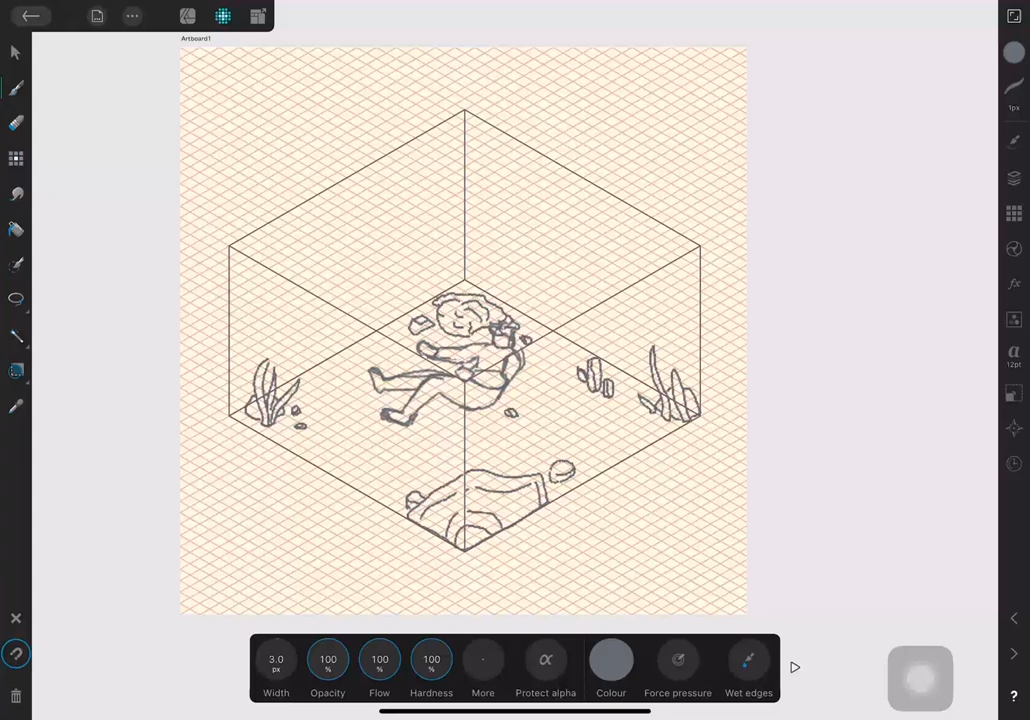 Artboard1
1px
a
12pt
fx
3.0
px
100
%
100
%
100
%
α
Width
Opacity
Flow
Hardness
More
Protect alpha
Colour
Force pressure
Wet edges
?